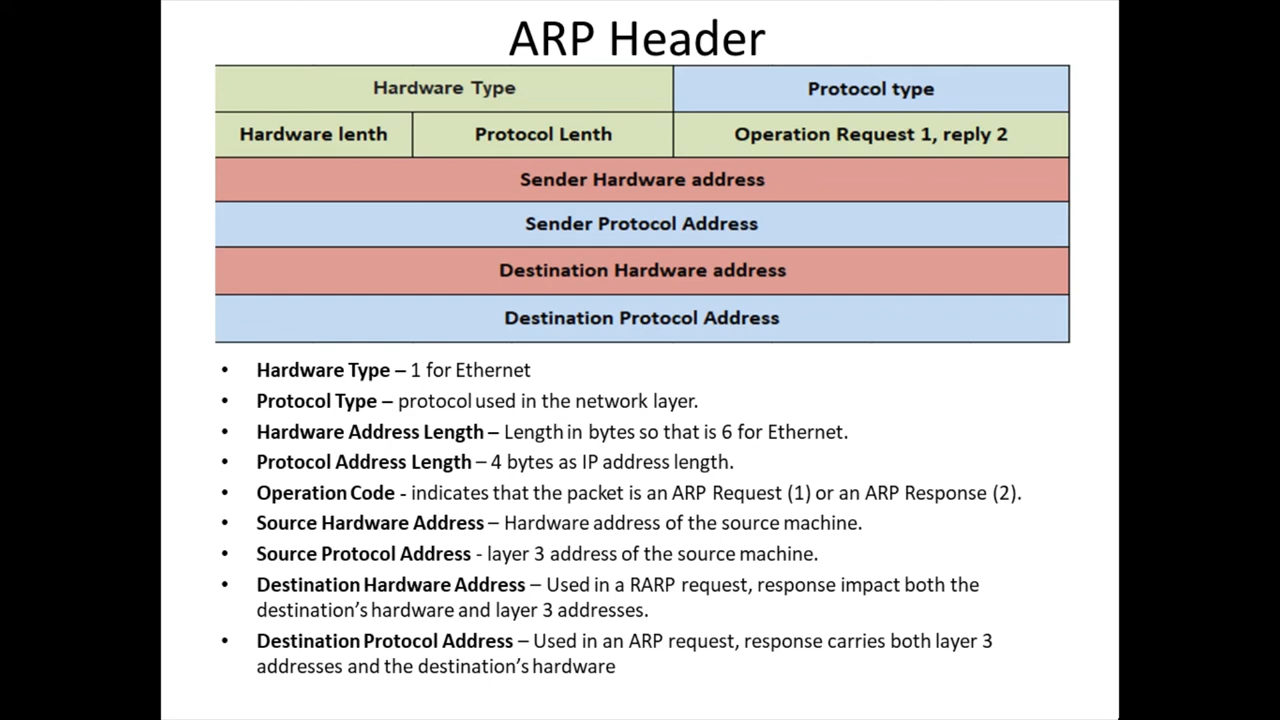 ARP Header
Hardware Type Protocol type
Hardware lenth Protocol Lenth Operation Request 1, reply 2
Sender Hardware address
Sender Protocol Address
Destination Hardware address
Destination Protocol Address
• Hardware Type – 1 for Ethernet
• Protocol Type – protocol used in the network layer.
• Hardware Address Length – Length in bytes so that is 6 for Ethernet.
• Protocol Address Length – 4 bytes as IP address length.
• Operation Code - indicates that the packet is an ARP Request (1) or an ARP Response (2).
• Source Hardware Address – Hardware address of the source machine.
• Source Protocol Address - layer 3 address of the source machine.
• Destination Hardware Address – Used in a RARP request, response impact both the
destination’s hardware and layer 3 addresses.
• Destination Protocol Address – Used in an ARP request, response carries both layer 3
addresses and the destination’s hardware